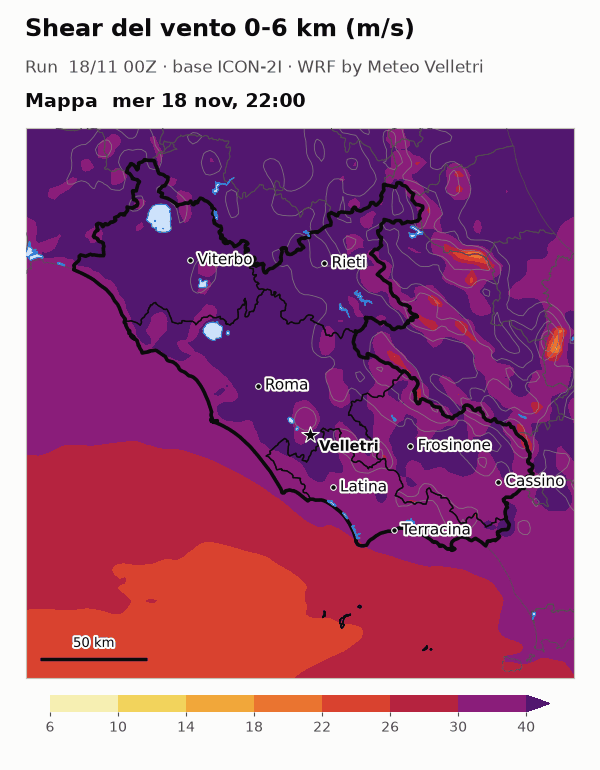 Shear del vento 0-6 km (m/s)
Run  18/11 00Z · base ICON-2I · WRF by Meteo Velletri
Mappa  mer 18 nov, 22:00
Viterbo
Rieti
Roma
Velletri
Frosinone
Cassino
Latina
Terracina
50 km
6 10 14 18 22 26 30 40